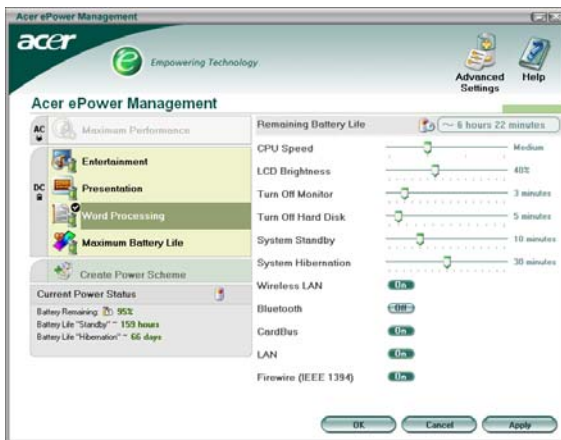 Acer ePower Management
acer
e Empowering Technology
Advanced Settings
Help
Acer ePower Management
AC
Maximum Performance
DC
Entertainment
Presentation
Word Processing
Maximum Battery Life
Create Power Scheme
Current Power Status
Battery Remaining: 95%
Battery Life "Standby" ~ 159 hours
Battery Life "Hibernation" ~ 66 days
Remaining Battery Life ~ 6 hours 22 minutes
CPU Speed Medium
LCD Brightness 40%
Turn Off Monitor 3 minutes
Turn Off Hard Disk 5 minutes
System Standby 10 minutes
System Hibernation 30 minutes
Wireless LAN On
Bluetooth Off
CardBus On
LAN On
Firewire (IEEE 1394) On
OK Cancel Apply